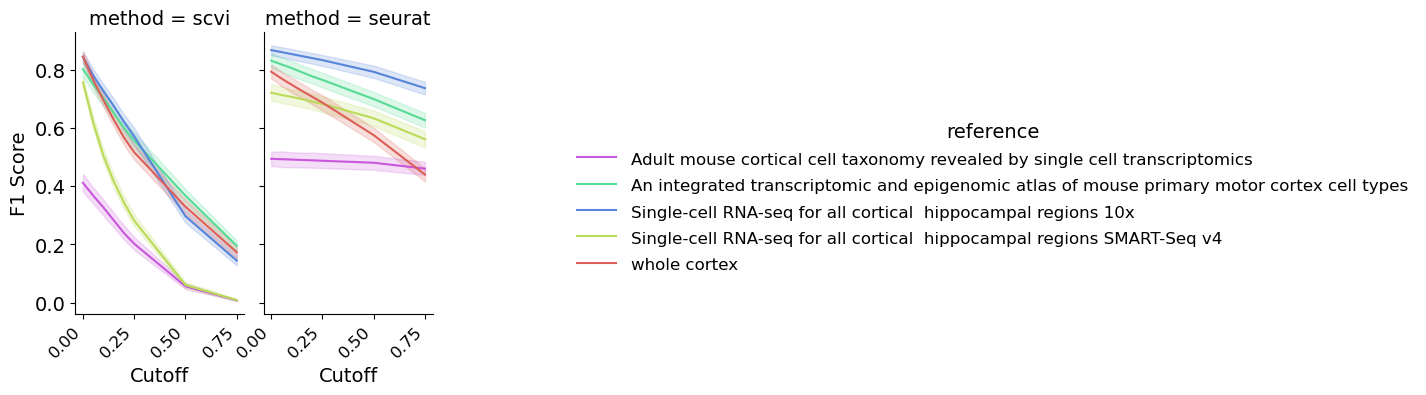 method = scvi
method = seurat
F1 Score
0.8
0.6
0.4
0.2
0.0
0.00
0.25
0.50
0.75
0.00
0.25
0.50
0.75
Cutoff
Cutoff
reference
Adult mouse cortical cell taxonomy revealed by single cell transcriptomics
An integrated transcriptomic and epigenomic atlas of mouse primary motor cortex cell types
Single-cell RNA-seq for all cortical  hippocampal regions 10x
Single-cell RNA-seq for all cortical  hippocampal regions SMART-Seq v4
whole cortex